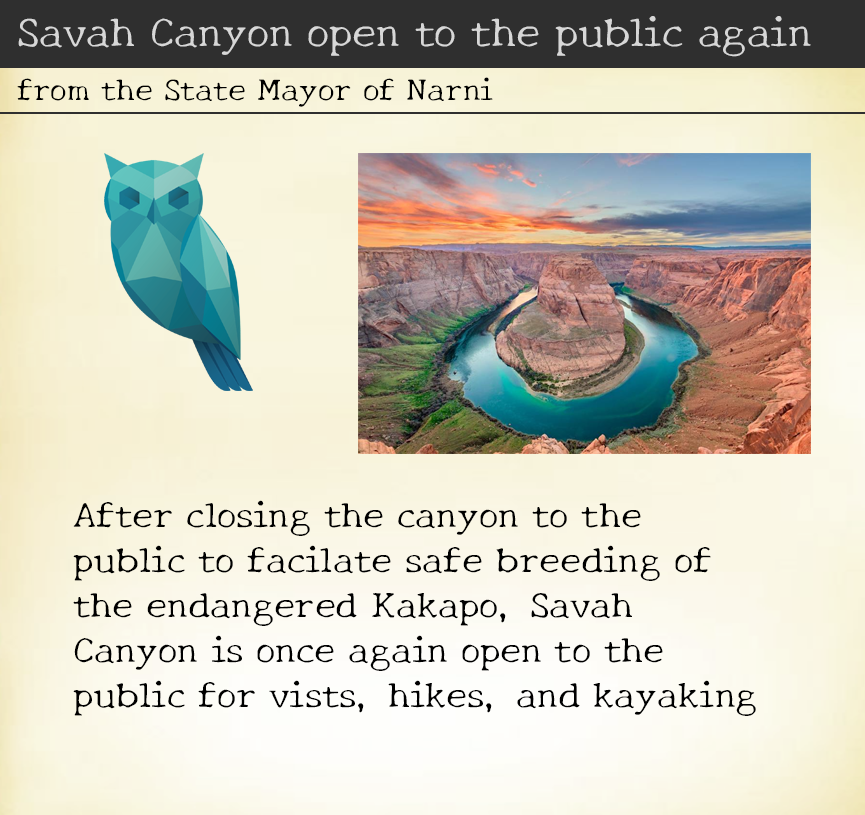 Savah Canyon open to the public again
from the State Mayor of Narni
After closing the canyon to the
public to facilate safe breeding of
the endangered Kakapo, Savah
Canyon is once again open to the
public for vists, hikes, and kayaking